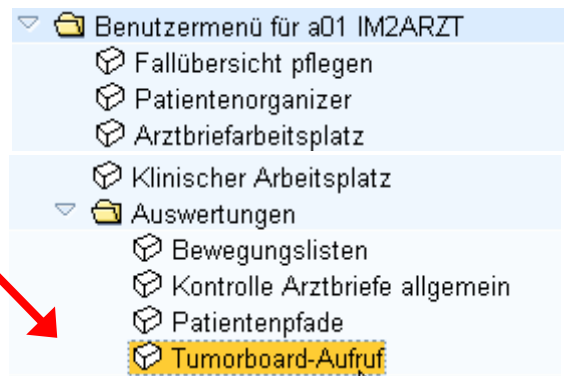 Benutzermenü für a01 IM2ARZT
Fallübersicht pflegen
Patientenorganizer
Arztbriefarbeitsplatz
Klinischer Arbeitsplatz
Auswertungen
Bewegungslisten
Kontrolle Arztbriefe allgemein
Patientenpfade
Tumorboard-Aufruf